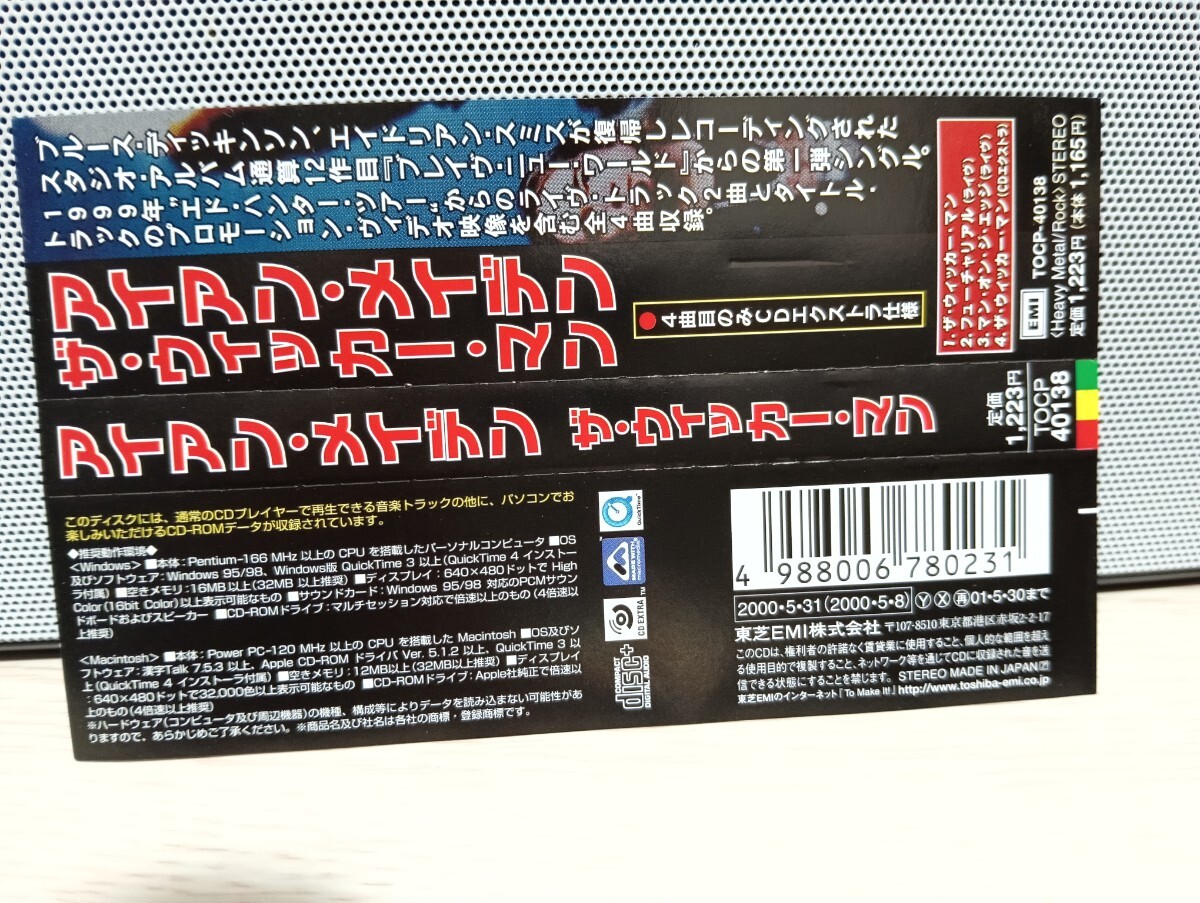 ブルース・ディッキンソン、エイドリアン・スミスが復帰しレコーディングされた
スタジオ・アルバム通算12作目『ブレイヴ・ニュー・ワールド』からの第一弾シングル。
1999年"エド・ハンター・ツアー"からのライヴ・トラック2曲とタイトル・
トラックのプロモーション・ヴィデオ映像を含む全4曲収録。
アイアン・メイデン
ザ・ウィッカー・マン
●4曲目のみCDエクストラ仕様
1. ザ・ウィッカー・マン
2. フューチャリアル(ライヴ)
3. マン・オン・ジ・エッジ(ライヴ)
4. ザ・ウィッカー・マン(CDエクストラ)
EMI
TOCP-40138
〈Heavy Metal/Rock〉STEREO
定価1,223円(本体1,165円)
アイアン・メイデン ザ・ウィッカー・マン
定価
1,223円
TOCP
40138
このディスクには、通常のCDプレイヤーで再生できる音楽トラックの他に、パソコンでお
楽しみいただけるCD-ROMデータが収録されています。
◆推奨動作環境◆
<Windows> ■本体:Pentium-166 MHz 以上の CPU を搭載したパーソナルコンピュータ ■OS
及びソフトウェア:Windows 95/98、Windows版 QuickTime 3 以上(QuickTime 4 インストー
ラ付属) ■空きメモリ:16MB以上(32MB 以上推奨) ■ディスプレイ:640×480ドットで High
Color (16bit Color)以上表示可能なもの ■サウンドカード:Windows 95/98 対応のPCMサウン
ドボードおよびスピーカー ■CD-ROMドライブ:マルチセッション対応で倍速以上のもの(4倍速以
上推奨)
<Macintosh> ■本体:Power PC-120 MHz 以上の CPU を搭載した Macintosh ■OS及びソ
フトウェア:漢字Talk 7.5.3 以上、Apple CD-ROM ドライバ Ver. 5.1.2 以上、QuickTime 3 以
上(QuickTime 4 インストーラ付属) ■空きメモリ:12MB以上(32MB以上推奨) ■ディスプレイ
:640×480ドットで32,000色以上表示可能なもの ■CD-ROMドライブ:Apple社純正で倍速以
上のもの(4倍速以上推奨)
※ハードウェア(コンピュータ及び周辺機器)の機種、構成等によりデータを読み込まない可能性があ
りますので、あらかじめご了承ください。※商品名及び社名は各社の商標・登録商標です。
QuickTime
MADE WITH
macromedia
CD EXTRA
TM
COMPACT
disc+
DIGITAL AUDIO
4 988006 780231
2000・5・31(2000・5・8) Ⓨ Ⓧ 再 01・5・30まで
東芝EMI株式会社 〒107-8510 東京都港区赤坂2-2-17
このCDは、権利者の許諾なく賃貸業に使用すること、個人的な範囲を超え
る使用目的で複製すること、ネットワーク等を通じてCDに収録された音を送
信できる状態にすることを禁じます。 STEREO MADE IN JAPAN
東芝EMIのインターネット「To Make It!」http://www.toshiba-emi.co.jp